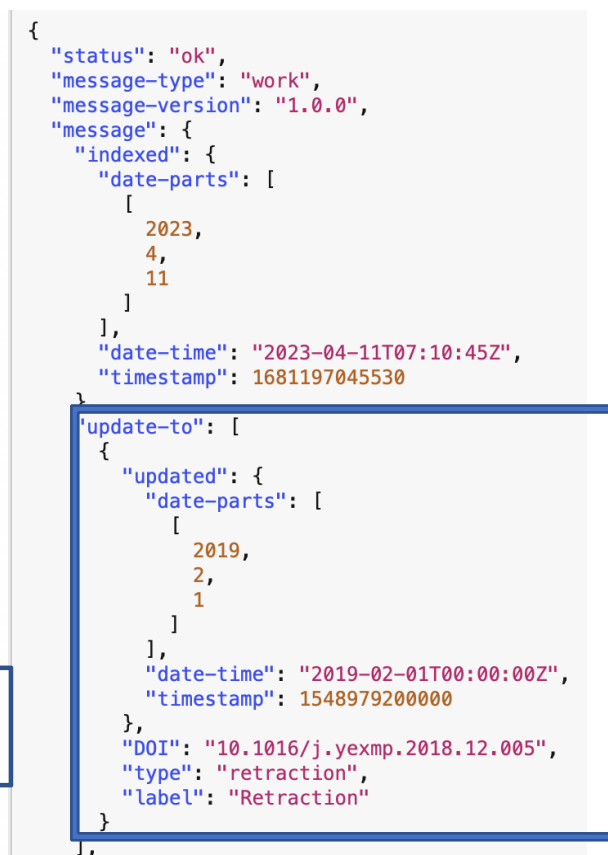 {
"status": "ok",
"message-type": "work",
"message-version": "1.0.0",
"message": {
"indexed": {
"date-parts": [
[
2023,
4,
11
]
],
"date-time": "2023-04-11T07:10:45Z",
"timestamp": 1681197045530
}
"update-to": [
{
"updated": {
"date-parts": [
[
2019,
2,
1
]
],
"date-time": "2019-02-01T00:00:00Z",
"timestamp": 1548979200000
},
"DOI": "10.1016/j.yexmp.2018.12.005",
"type": "retraction",
"label": "Retraction"
}
],